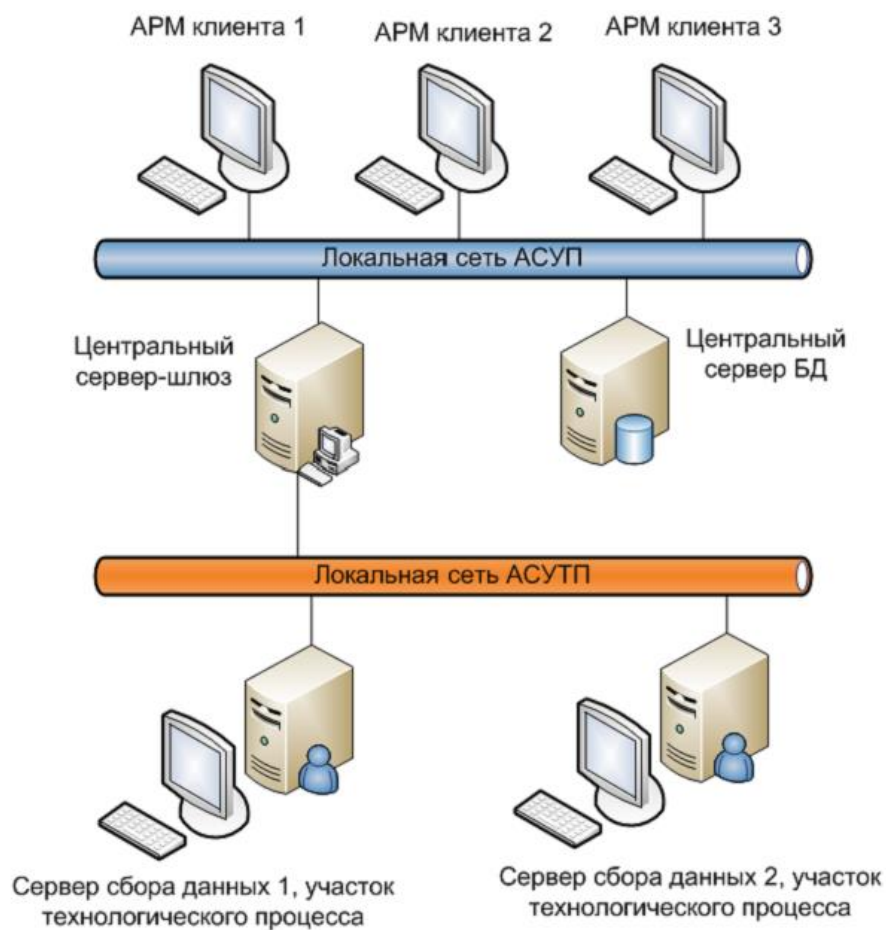 АРМ клиента 1
АРМ клиента 2
АРМ клиента 3
Локальная сеть АСУП
Центральный
сервер-шлюз
Центральный
сервер БД
Локальная сеть АСУТП
Сервер сбора данных 1, участок
технологического процесса
Сервер сбора данных 2, участок
технологического процесса